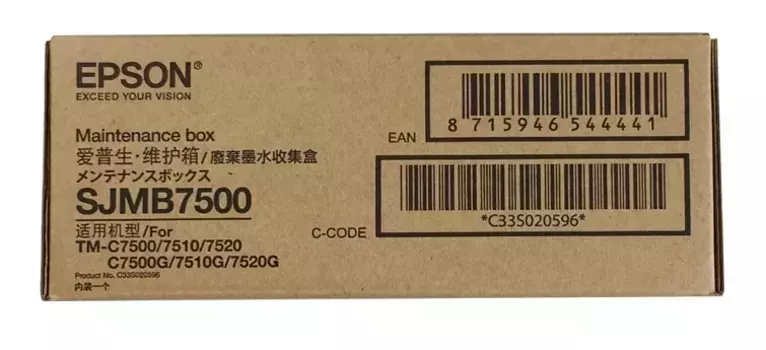 EPSON®
EXCEED YOUR VISION
Maintenance box
爱普生·维护箱/廢棄墨水收集盒
メンテナンスボックス
SJMB7500
适用机型/For
TM-C7500/7510/7520
C7500G/7510G/7520G
Product No. C33S020596
内装一个
EAN
8 715946 544441
C-CODE
*C33S020596*